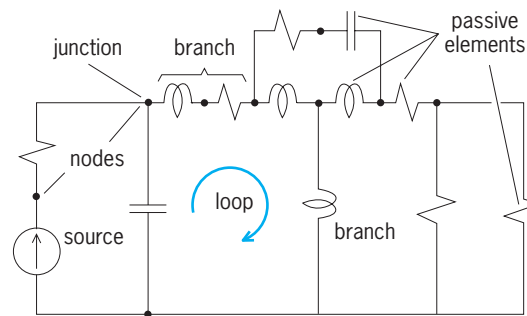 passive
elements
junction
branch
nodes
loop
source
branch